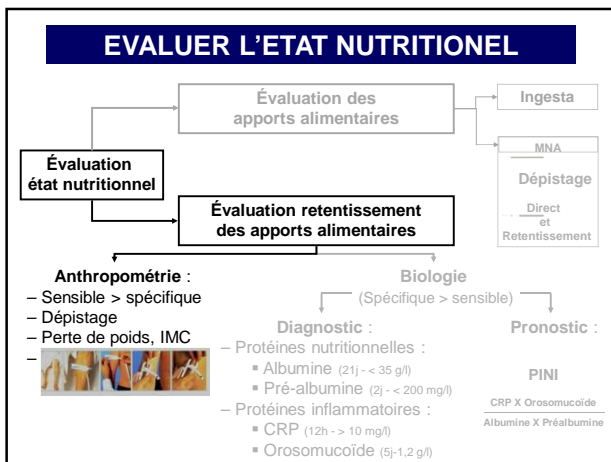 EVALUER L'ETAT NUTRITIONEL
Évaluation des
apports alimentaires
Ingesta
MNA
Dépistage
Direct
et
Retentissement
Évaluation
état nutritionnel
Évaluation retentissement
des apports alimentaires
Anthropométrie :
– Sensible > spécifique
– Dépistage
– Perte de poids, IMC
–
Biologie
(Spécifique > sensible)
Diagnostic :
– Protéines nutritionnelles :
▪ Albumine (21j - < 35 g/l)
▪ Pré-albumine (2j - < 200 mg/l)
– Protéines inflammatoires :
▪ CRP (12h - > 10 mg/l)
▪ Orosomucoïde (5j-1,2 g/l)
Pronostic :
PINI
CRP X Orosomucoïde
Albumine X Préalbumine